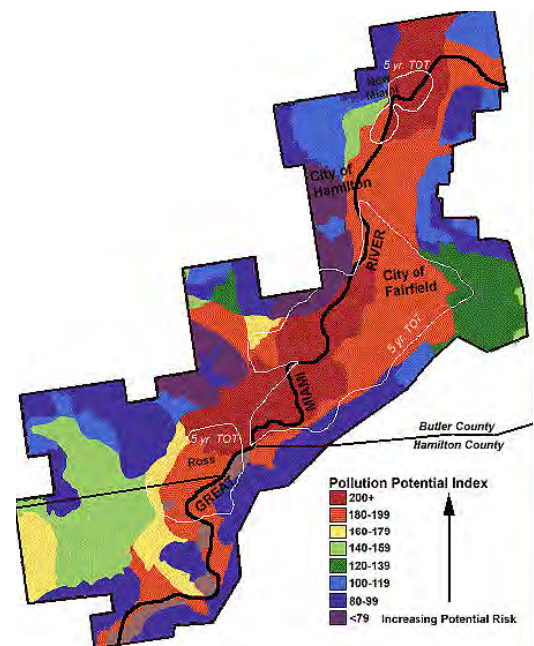 5 yr. TOT
New
Miami
City of
Hamilton
RIVER
City of
Fairfield
5 yr. TOT
MIAMI
5 yr. TOT
Ross
GREAT
Butler County
Hamilton County
Pollution Potential Index
200+
180-199
160-179
140-159
120-139
100-119
80-99
<79
Increasing Potential Risk